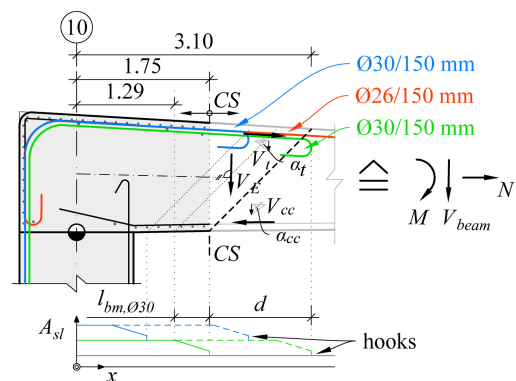 10
3.10
1.75
1.29
CS
Ø30/150 mm
Ø26/150 mm
Ø30/150 mm
V_t
α_t
V_E
V_cc
α_cc
M V_beam N
CS
l_bm,Ø30
d
A_sl
hooks
x